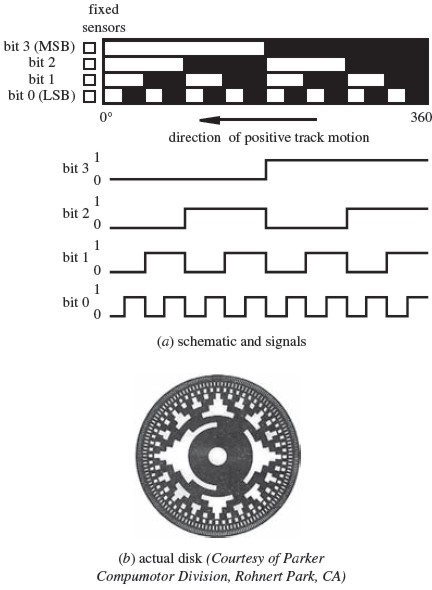 fixed
sensors
bit 3 (MSB)
bit 2
bit 1
bit 0 (LSB)
0° 360
direction of positive track motion
bit 3 1 0
bit 2 1 0
bit 1 1 0
bit 0 1 0
(a) schematic and signals
(b) actual disk (Courtesy of Parker
Compumotor Division, Rohnert Park, CA)